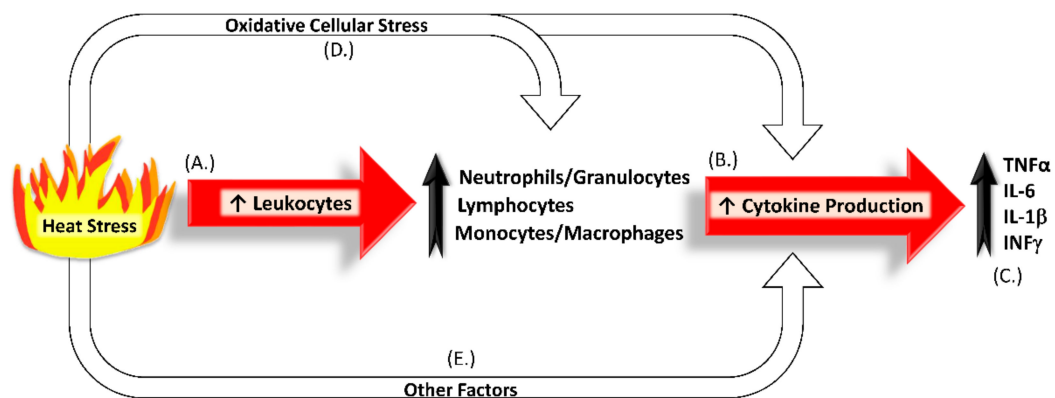 Oxidative Cellular Stress
(D.)
(A.)
(B.)
Heat Stress
↑ Leukocytes
Neutrophils/Granulocytes
Lymphocytes
Monocytes/Macrophages
↑ Cytokine Production
TNFα
IL-6
IL-1β
INFγ
(C.)
(E.)
Other Factors